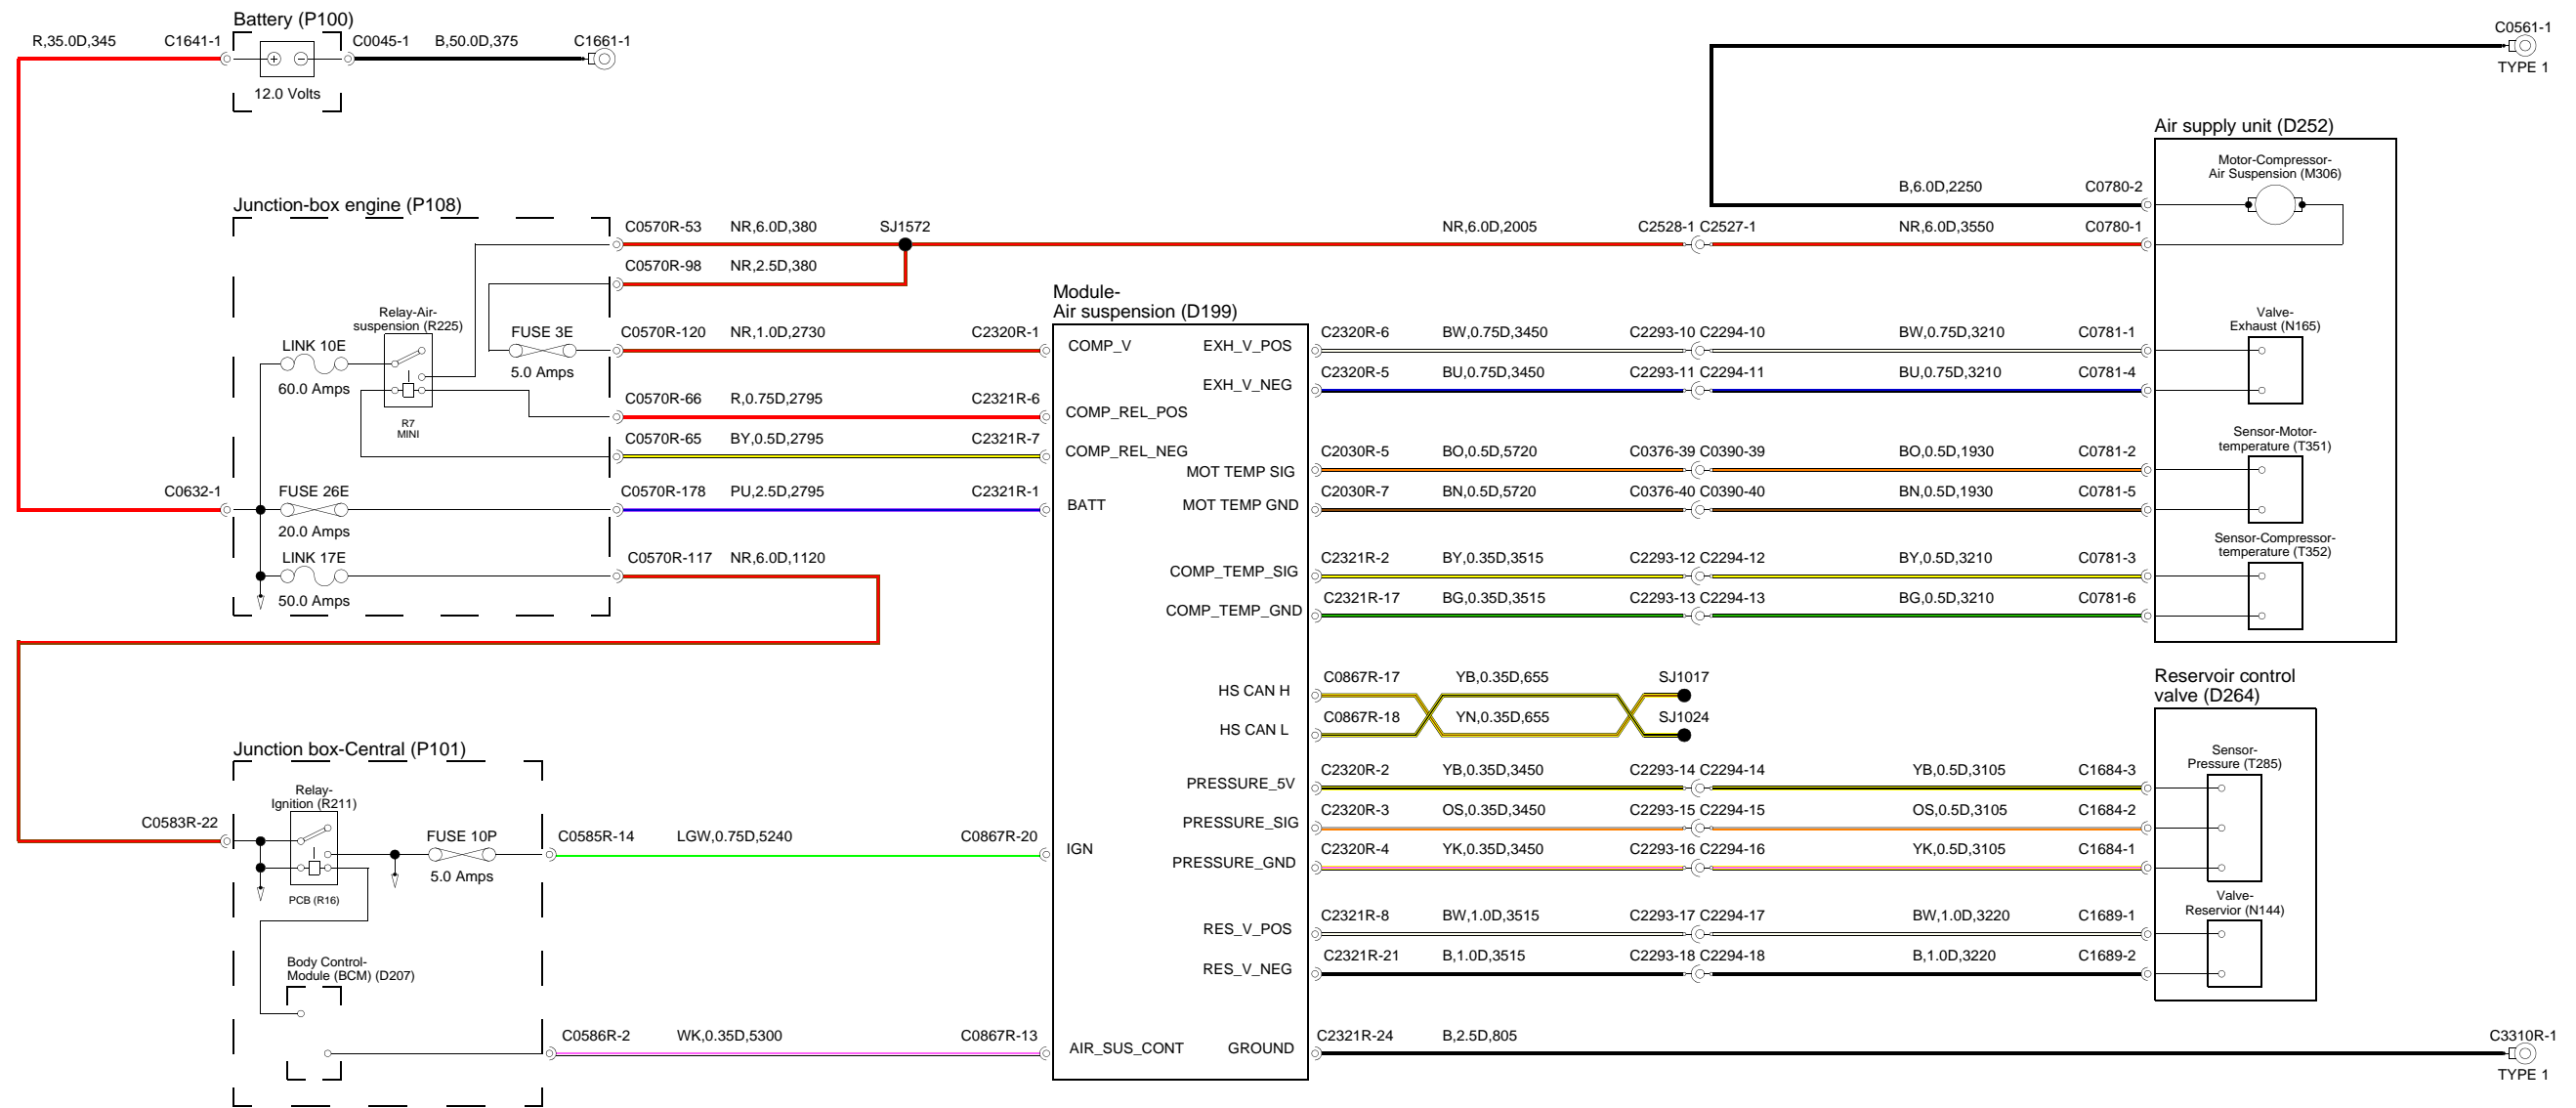 Battery (P100)
R,35.0D,345
C1641-1
C0045-1
B,50.0D,375
C1661-1
12.0 Volts
C0561-1
TYPE 1
Air supply unit (D252)
Motor-Compressor-
Air Suspension (M306)
B,6.0D,2250
C0780-2
Junction-box engine (P108)
C0570R-53
NR,6.0D,380
SJ1572
NR,6.0D,2005
C2528-1 C2527-1
NR,6.0D,3550
C0780-1
C0570R-98
NR,2.5D,380
Module-
Air suspension (D199)
Relay-Air-
suspension (R225)
FUSE 3E
5.0 Amps
C0570R-120
NR,1.0D,2730
C2320R-1
COMP_V
EXH_V_POS
C2320R-6
BW,0.75D,3450
C2293-10 C2294-10
BW,0.75D,3210
C0781-1
Valve-
Exhaust (N165)
LINK 10E
60.0 Amps
R7
MINI
EXH_V_NEG
C2320R-5
BU,0.75D,3450
C2293-11 C2294-11
BU,0.75D,3210
C0781-4
C0570R-66
R,0.75D,2795
C2321R-6
COMP_REL_POS
C0570R-65
BY,0.5D,2795
C2321R-7
COMP_REL_NEG
MOT TEMP SIG
C2030R-5
BO,0.5D,5720
C0376-39 C0390-39
BO,0.5D,1930
C0781-2
Sensor-Motor-
temperature (T351)
C0632-1
FUSE 26E
20.0 Amps
C0570R-178
PU,2.5D,2795
C2321R-1
BATT
MOT TEMP GND
C2030R-7
BN,0.5D,5720
C0376-40 C0390-40
BN,0.5D,1930
C0781-5
LINK 17E
50.0 Amps
C0570R-117
NR,6.0D,1120
COMP_TEMP_SIG
C2321R-2
BY,0.35D,3515
C2293-12 C2294-12
BY,0.5D,3210
C0781-3
Sensor-Compressor-
temperature (T352)
COMP_TEMP_GND
C2321R-17
BG,0.35D,3515
C2293-13 C2294-13
BG,0.5D,3210
C0781-6
HS CAN H
C0867R-17
YB,0.35D,655
SJ1017
HS CAN L
C0867R-18
YN,0.35D,655
SJ1024
Reservoir control
valve (D264)
Junction box-Central (P101)
Relay-
Ignition (R211)
PRESSURE_5V
C2320R-2
YB,0.35D,3450
C2293-14 C2294-14
YB,0.5D,3105
C1684-3
Sensor-
Pressure (T285)
PRESSURE_SIG
C2320R-3
OS,0.35D,3450
C2293-15 C2294-15
OS,0.5D,3105
C1684-2
C0583R-22
FUSE 10P
5.0 Amps
PCB (R16)
C0585R-14
LGW,0.75D,5240
C0867R-20
IGN
PRESSURE_GND
C2320R-4
YK,0.35D,3450
C2293-16 C2294-16
YK,0.5D,3105
C1684-1
Valve-
Reservior (N144)
RES_V_POS
C2321R-8
BW,1.0D,3515
C2293-17 C2294-17
BW,1.0D,3220
C1689-1
RES_V_NEG
C2321R-21
B,1.0D,3515
C2293-18 C2294-18
B,1.0D,3220
C1689-2
Body Control-
Module (BCM) (D207)
C0586R-2
WK,0.35D,5300
C0867R-13
AIR_SUS_CONT
GROUND
C2321R-24
B,2.5D,805
C3310R-1
TYPE 1